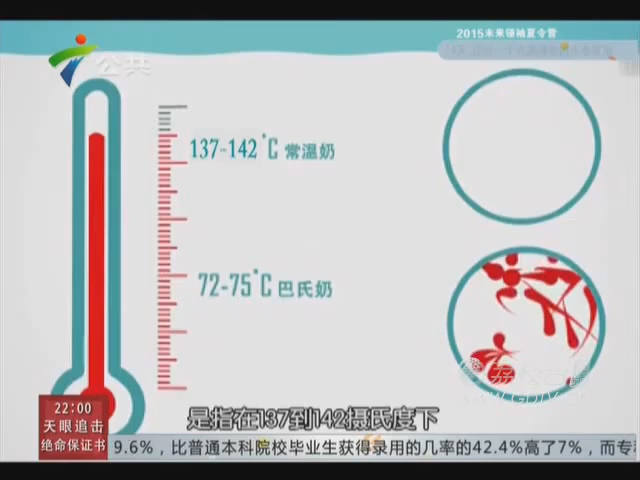 2015未来领袖夏令营
公共
137-142°C 常温奶
72-75°C 巴氏奶
是指在137到142摄氏度下
22:00
天眼追击
绝命保证书
9.6%，比普通本科院校毕业生获得录用的几率的42.4%高了7%，而专